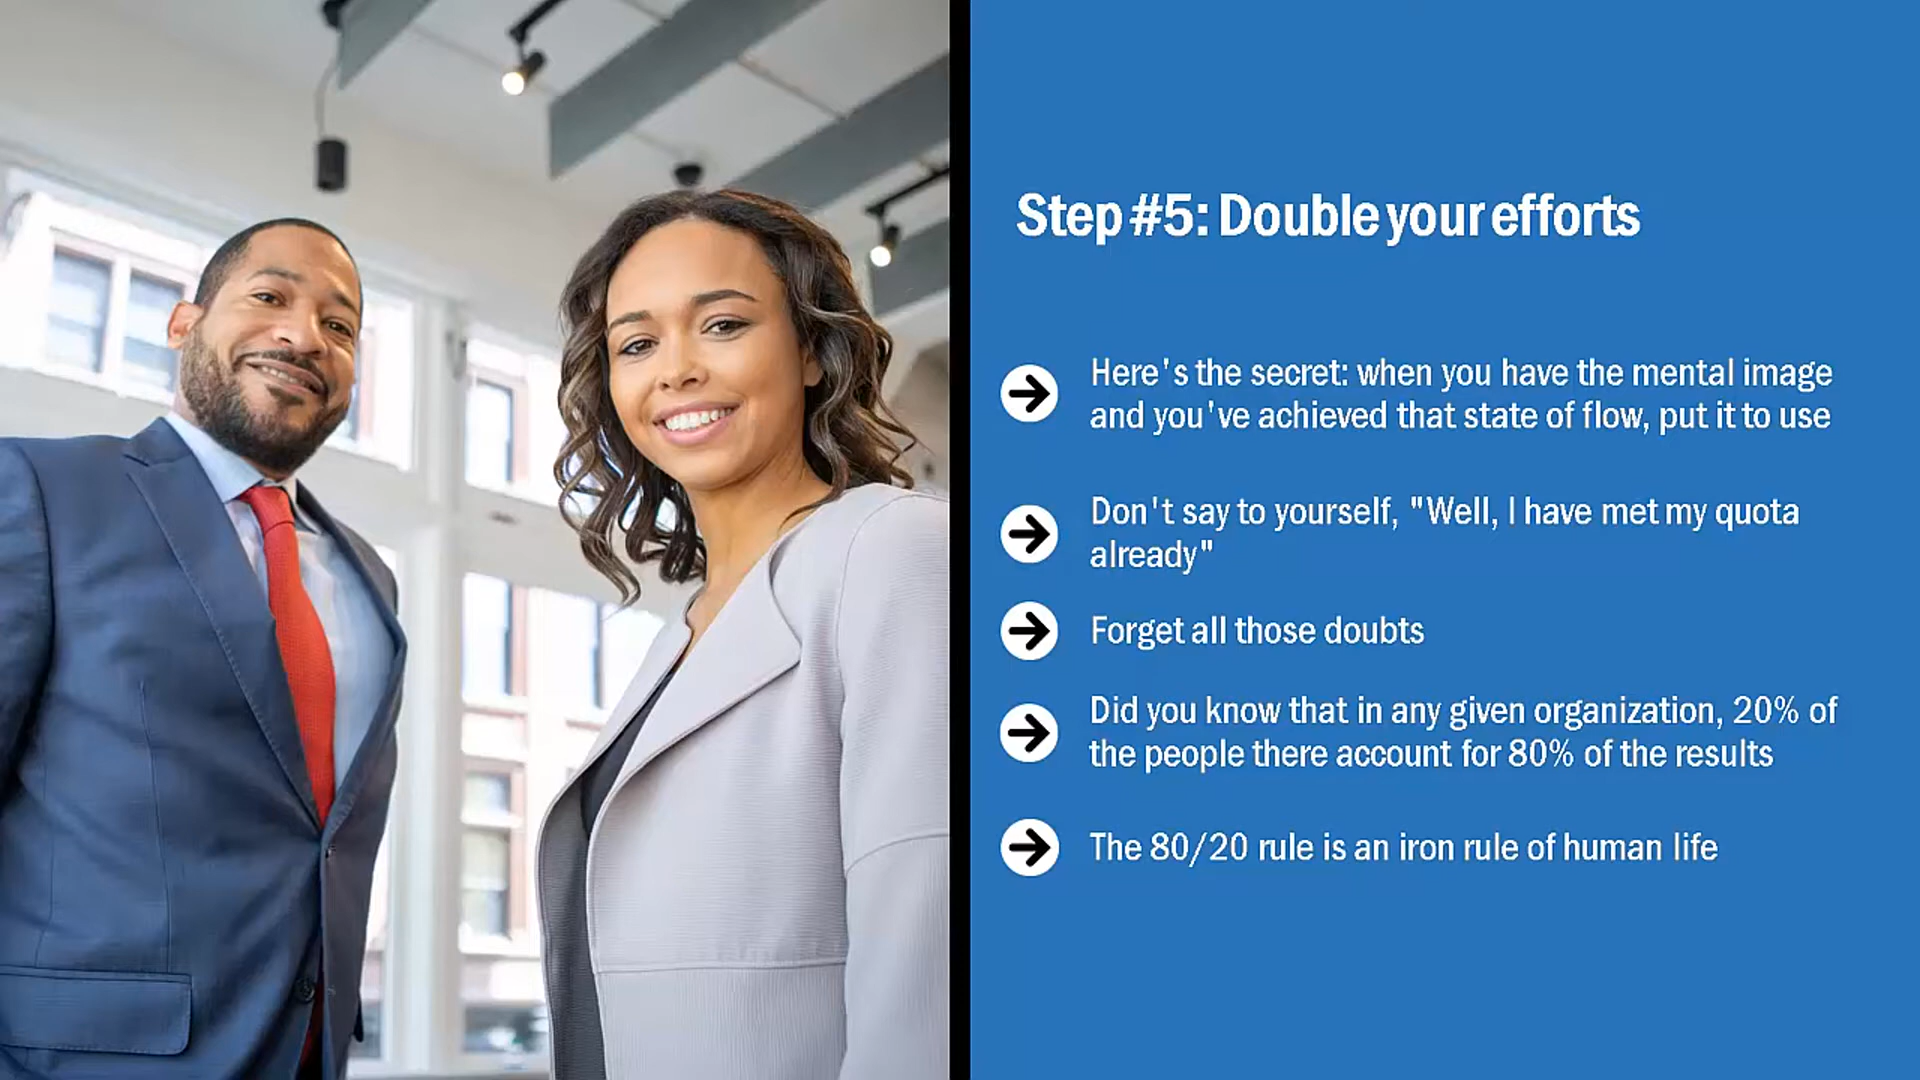 Step #5: Double your efforts
Here's the secret: when you have the mental image
and you've achieved that state of flow, put it to use
Don't say to yourself, "Well, I have met my quota
already"
Forget all those doubts
Did you know that in any given organization, 20% of
the people there account for 80% of the results
The 80/20 rule is an iron rule of human life